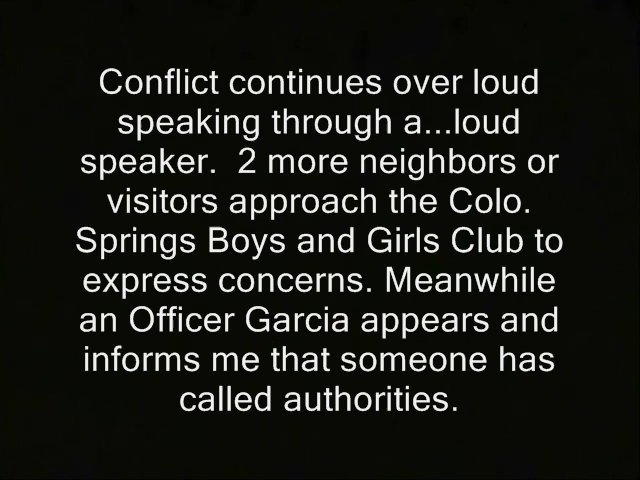 Conflict continues over loud
speaking through a...loud
speaker.  2 more neighbors or
visitors approach the Colo.
Springs Boys and Girls Club to
express concerns. Meanwhile
an Officer Garcia appears and
informs me that someone has
called authorities.